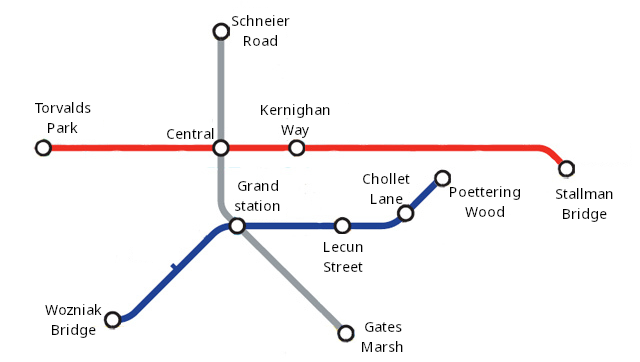 Schneier
Road
Torvalds
Park
Central
Kernighan
Way
Grand
station
Chollet
Lane
Poettering
Wood
Stallman
Bridge
Lecun
Street
Wozniak
Bridge
Gates
Marsh